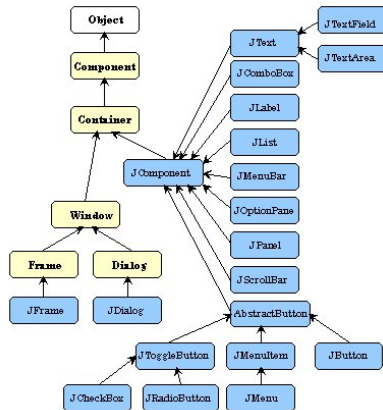 Object
Component
Container
JComponent
Window
Frame
Dialog
JFrame
JDialog
JText
JTextField
JTextArea
JComboBox
JLabel
JList
JMenuBar
JOptionPane
JPanel
JScrollBar
AbstractButton
JToggleButton
JMenuItem
JButton
JCheckBox
JRadioButton
JMenu